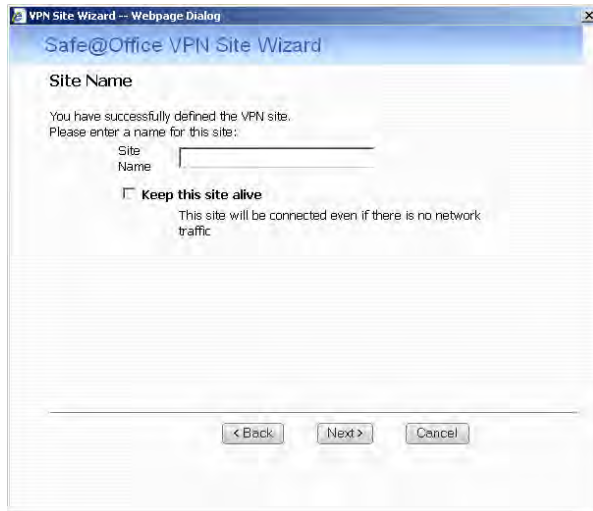 VPN Site Wizard -- Webpage Dialog
Safe@Office VPN Site Wizard
Site Name
You have successfully defined the VPN site.
Please enter a name for this site:
Site
Name
Keep this site alive
This site will be connected even if there is no network
traffic
< Back Next > Cancel